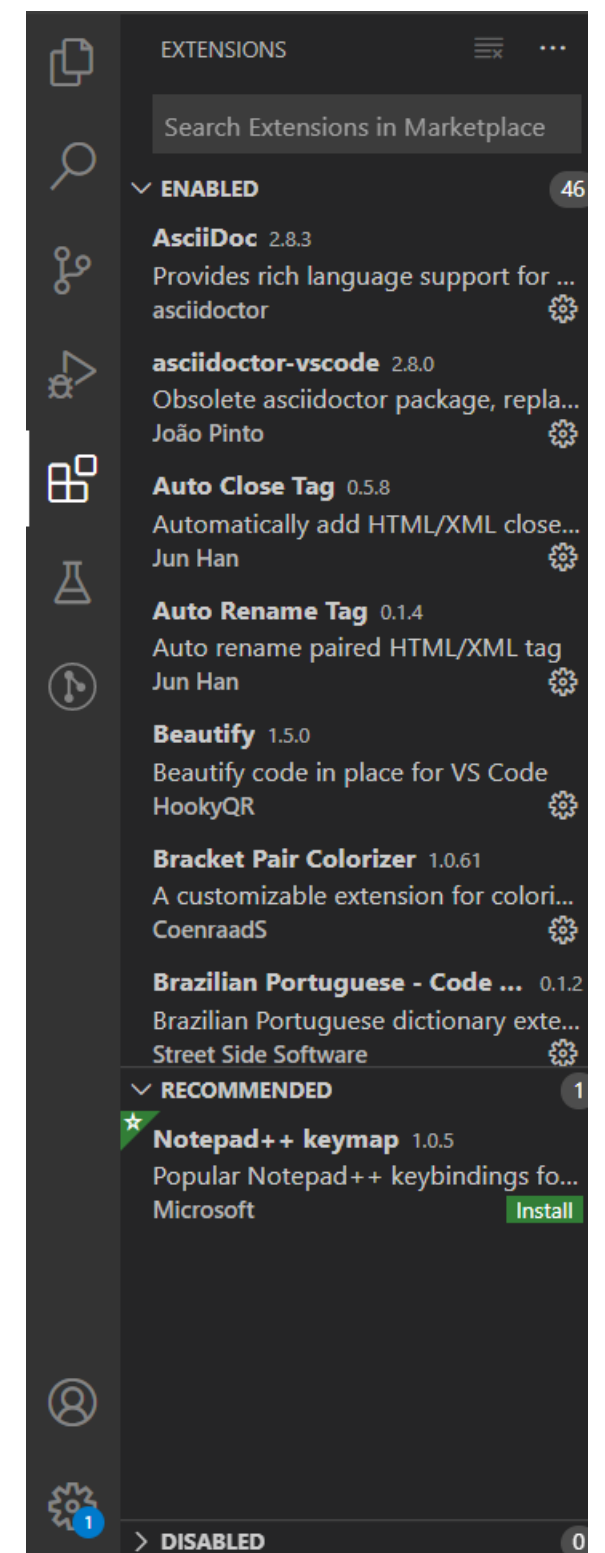 EXTENSIONS
Search Extensions in Marketplace
ENABLED 46
AsciiDoc 2.8.3
Provides rich language support for ...
asciidoctor
asciidoctor-vscode 2.8.0
Obsolete asciidoctor package, repla...
João Pinto
Auto Close Tag 0.5.8
Automatically add HTML/XML close...
Jun Han
Auto Rename Tag 0.1.4
Auto rename paired HTML/XML tag
Jun Han
Beautify 1.5.0
Beautify code in place for VS Code
HookyQR
Bracket Pair Colorizer 1.0.61
A customizable extension for colori...
CoenraadS
Brazilian Portuguese - Code ... 0.1.2
Brazilian Portuguese dictionary exte...
Street Side Software
RECOMMENDED 1
Notepad++ keymap 1.0.5
Popular Notepad++ keybindings fo...
Microsoft Install
1
DISABLED 0